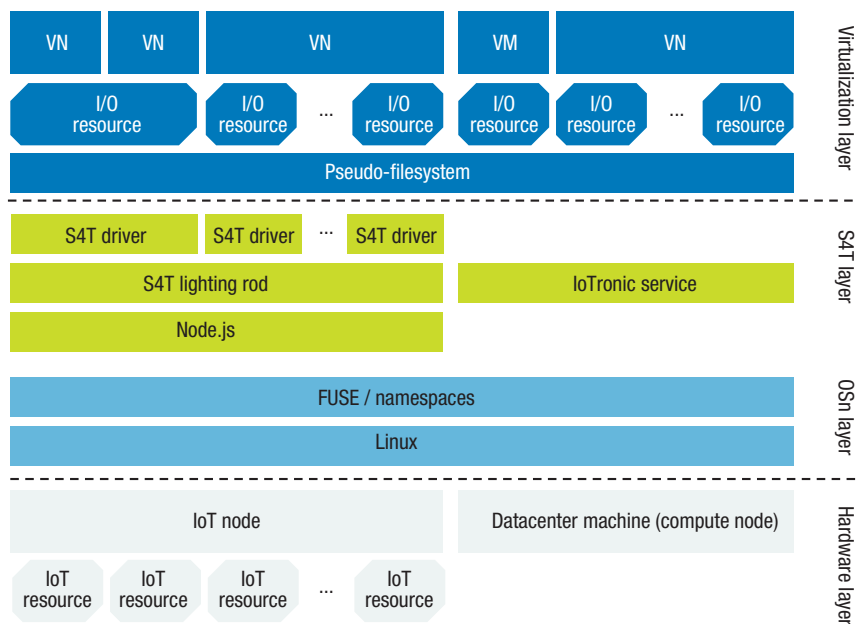 VN VN VN VM VN
I/O resource I/O resource ... I/O resource I/O resource I/O resource ... I/O resource
Pseudo-filesystem
Virtualization layer
S4T driver S4T driver ... S4T driver
S4T lighting rod IoTronic service
Node.js
S4T layer
FUSE / namespaces
Linux
OSn layer
IoT node Datacenter machine (compute node)
IoT resource IoT resource IoT resource ... IoT resource
Hardware layer